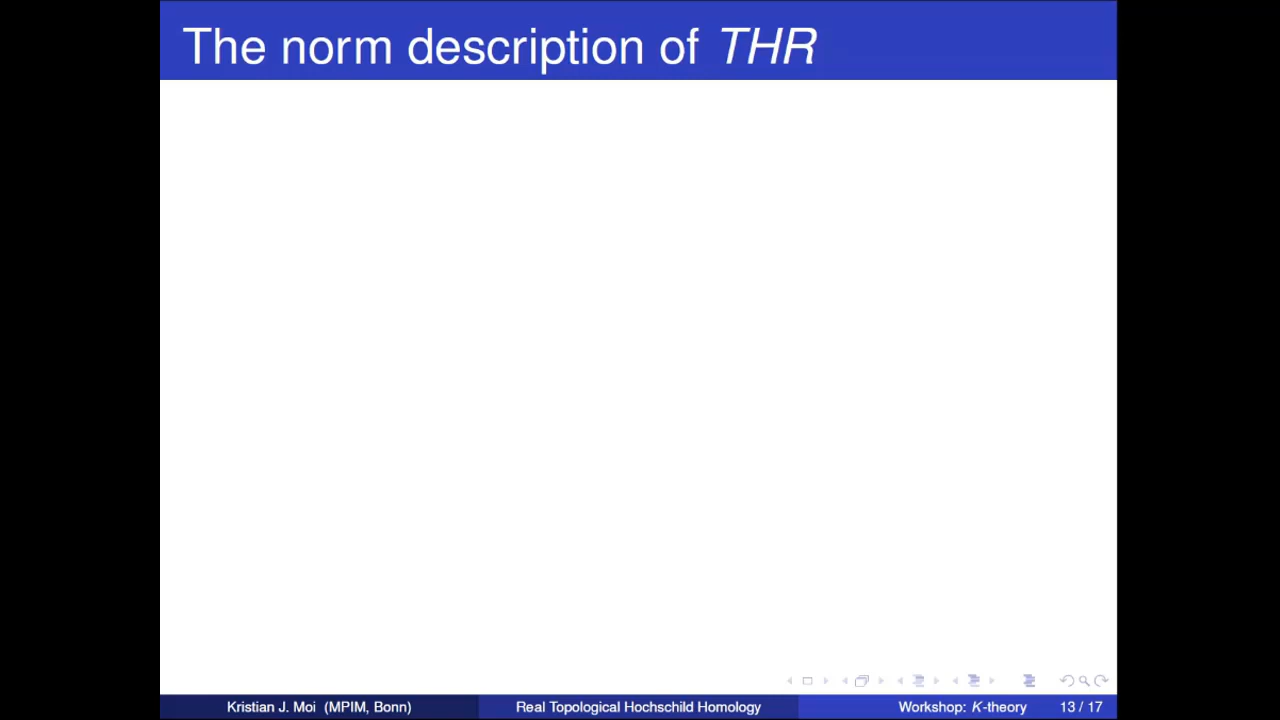 The norm description of THR
Kristian J. Moi (MPIM, Bonn) Real Topological Hochschild Homology Workshop: K-theory 13 / 17